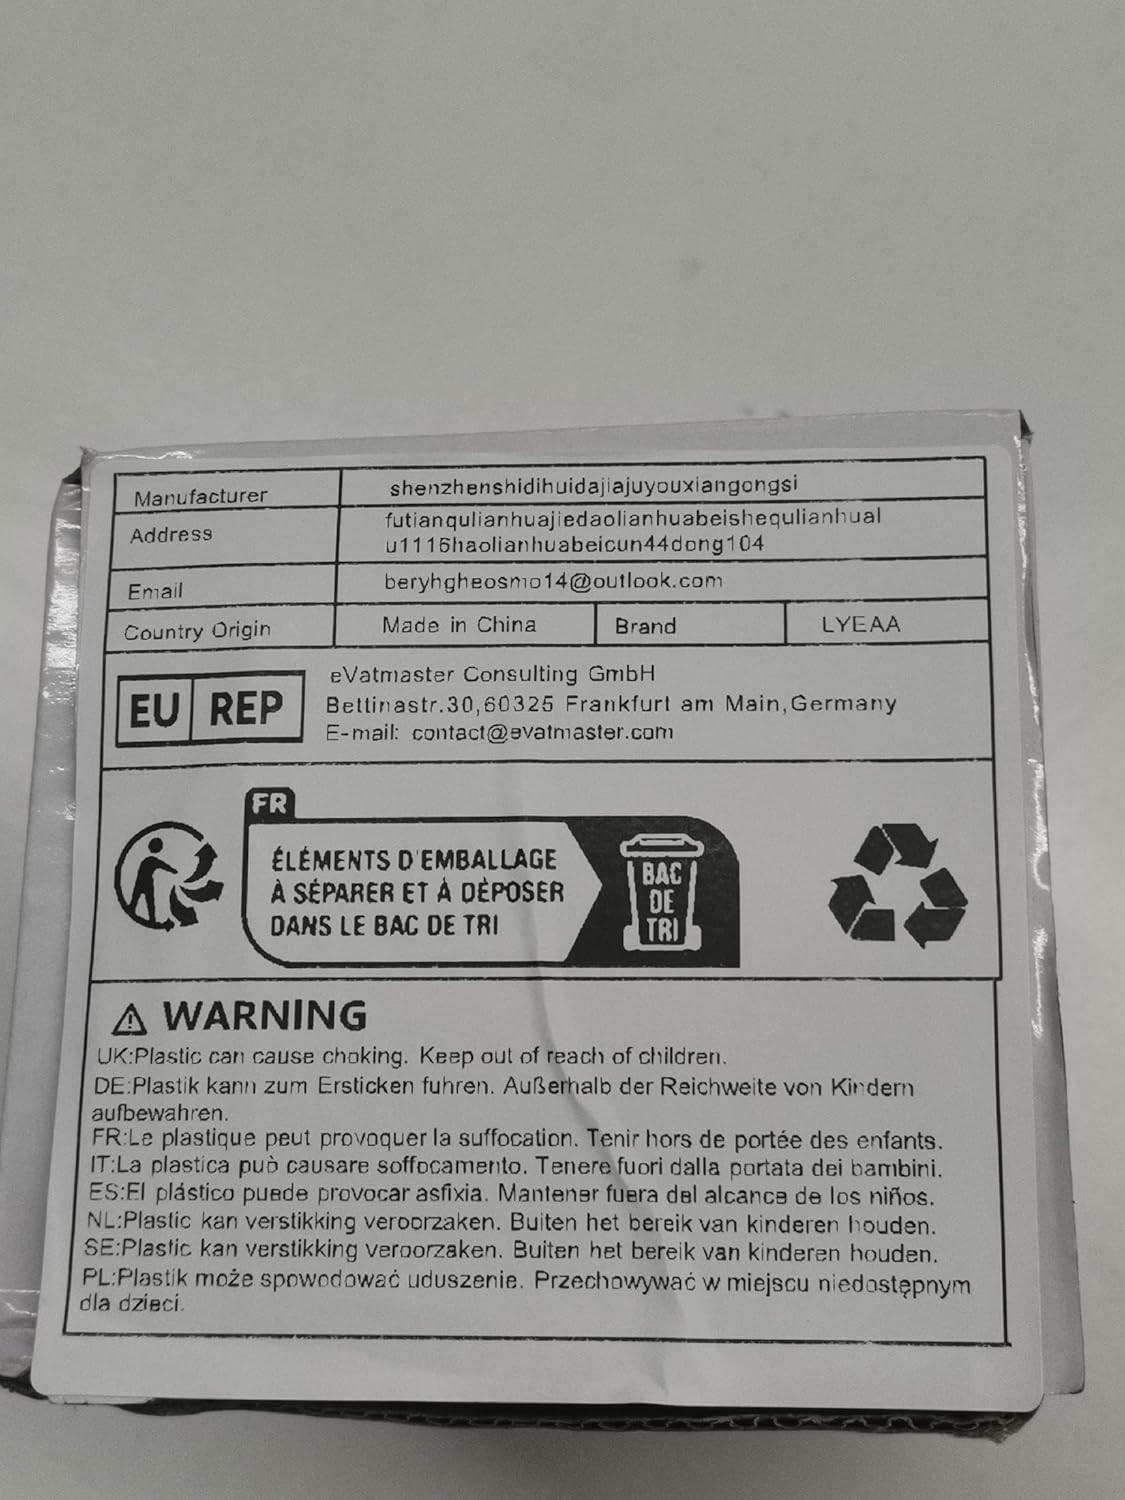 Manufacturer shenzhenshidihuidajiajuyouxiangongsi
Address futianqulianhuajiedaolianhuabeishequlianhual
u1116haolianhuabeicun44dong104
Email beryhgheosmo14@outlook.com
Country Origin Made in China Brand LYEAA
EU REP
eVatmaster Consulting GmbH
Bettinastr.30,60325 Frankfurt am Main,Germany
E-mail: contact@evatmaster.com
FR
ÉLÉMENTS D'EMBALLAGE
À SÉPARER ET À DÉPOSER
DANS LE BAC DE TRI
BAC
DE
TRI
WARNING
UK:Plastic can cause choking. Keep out of reach of children.
DE:Plastik kann zum Ersticken fuhren. Außerhalb der Reichweite von Kindern
aufbewahren.
FR:Le plastique peut provoquer la suffocation. Tenir hors de portée des enfants.
IT:La plastica può causare soffocamento. Tenere fuori dalla portata dei bambini.
ES:El plástico puede provocar asfixia. Mantener fuera del alcance de los niños.
NL:Plastic kan verstikking veroorzaken. Buiten het bereik van kinderen houden.
SE:Plastic kan verstikking veroorzaken. Buiten het bereik van kinderen houden.
PL:Plastik może spowodować uduszenie. Przechowywać w miejscu niedostępnym
dla dzieci.